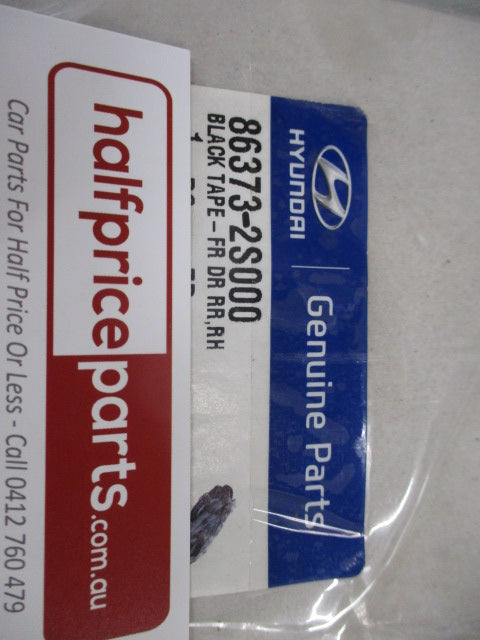 HYUNDAI
Genuine Parts
86373-2S000
BLACK TAPE-FR DR RR,RH
halfpriceparts.com.au
Car Parts For Half Price Or Less - Call 0412 760 479